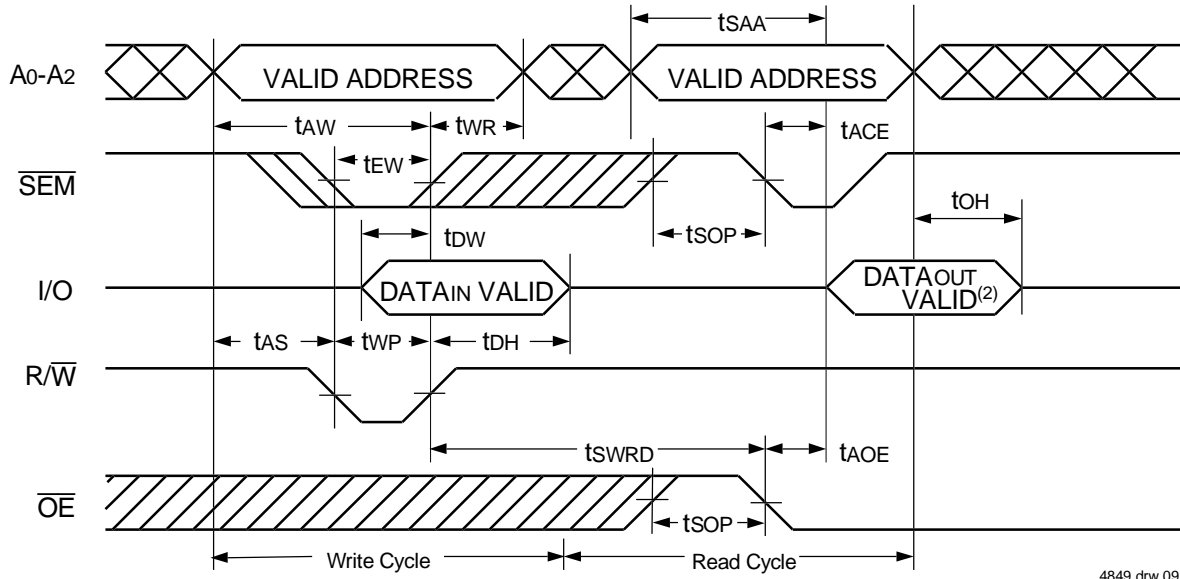 tSAA
A0-A2
VALID ADDRESS
VALID ADDRESS
tAW
tWR
tACE
SEM
tEW
tOH
tSOP
tDW
I/O
DATAIN VALID
DATAOUT
VALID(2)
tAS
tWP
tDH
R/W
tSWRD
tAOE
OE
tSOP
Write Cycle
Read Cycle
4849 drw 09